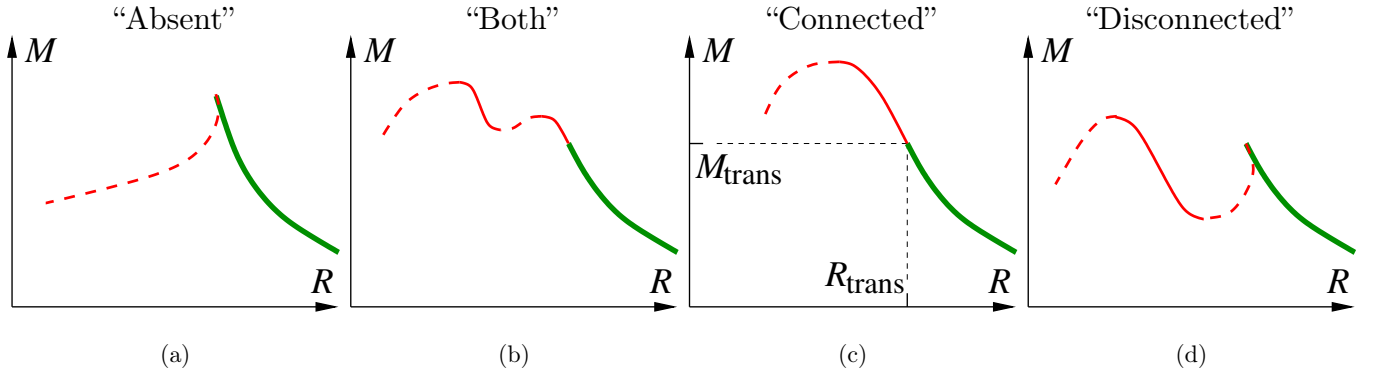 “Absent”
“Both”
“Connected”
“Disconnected”
M
M
M
M
M_trans
R_trans
R
R
R
R
(a)
(b)
(c)
(d)